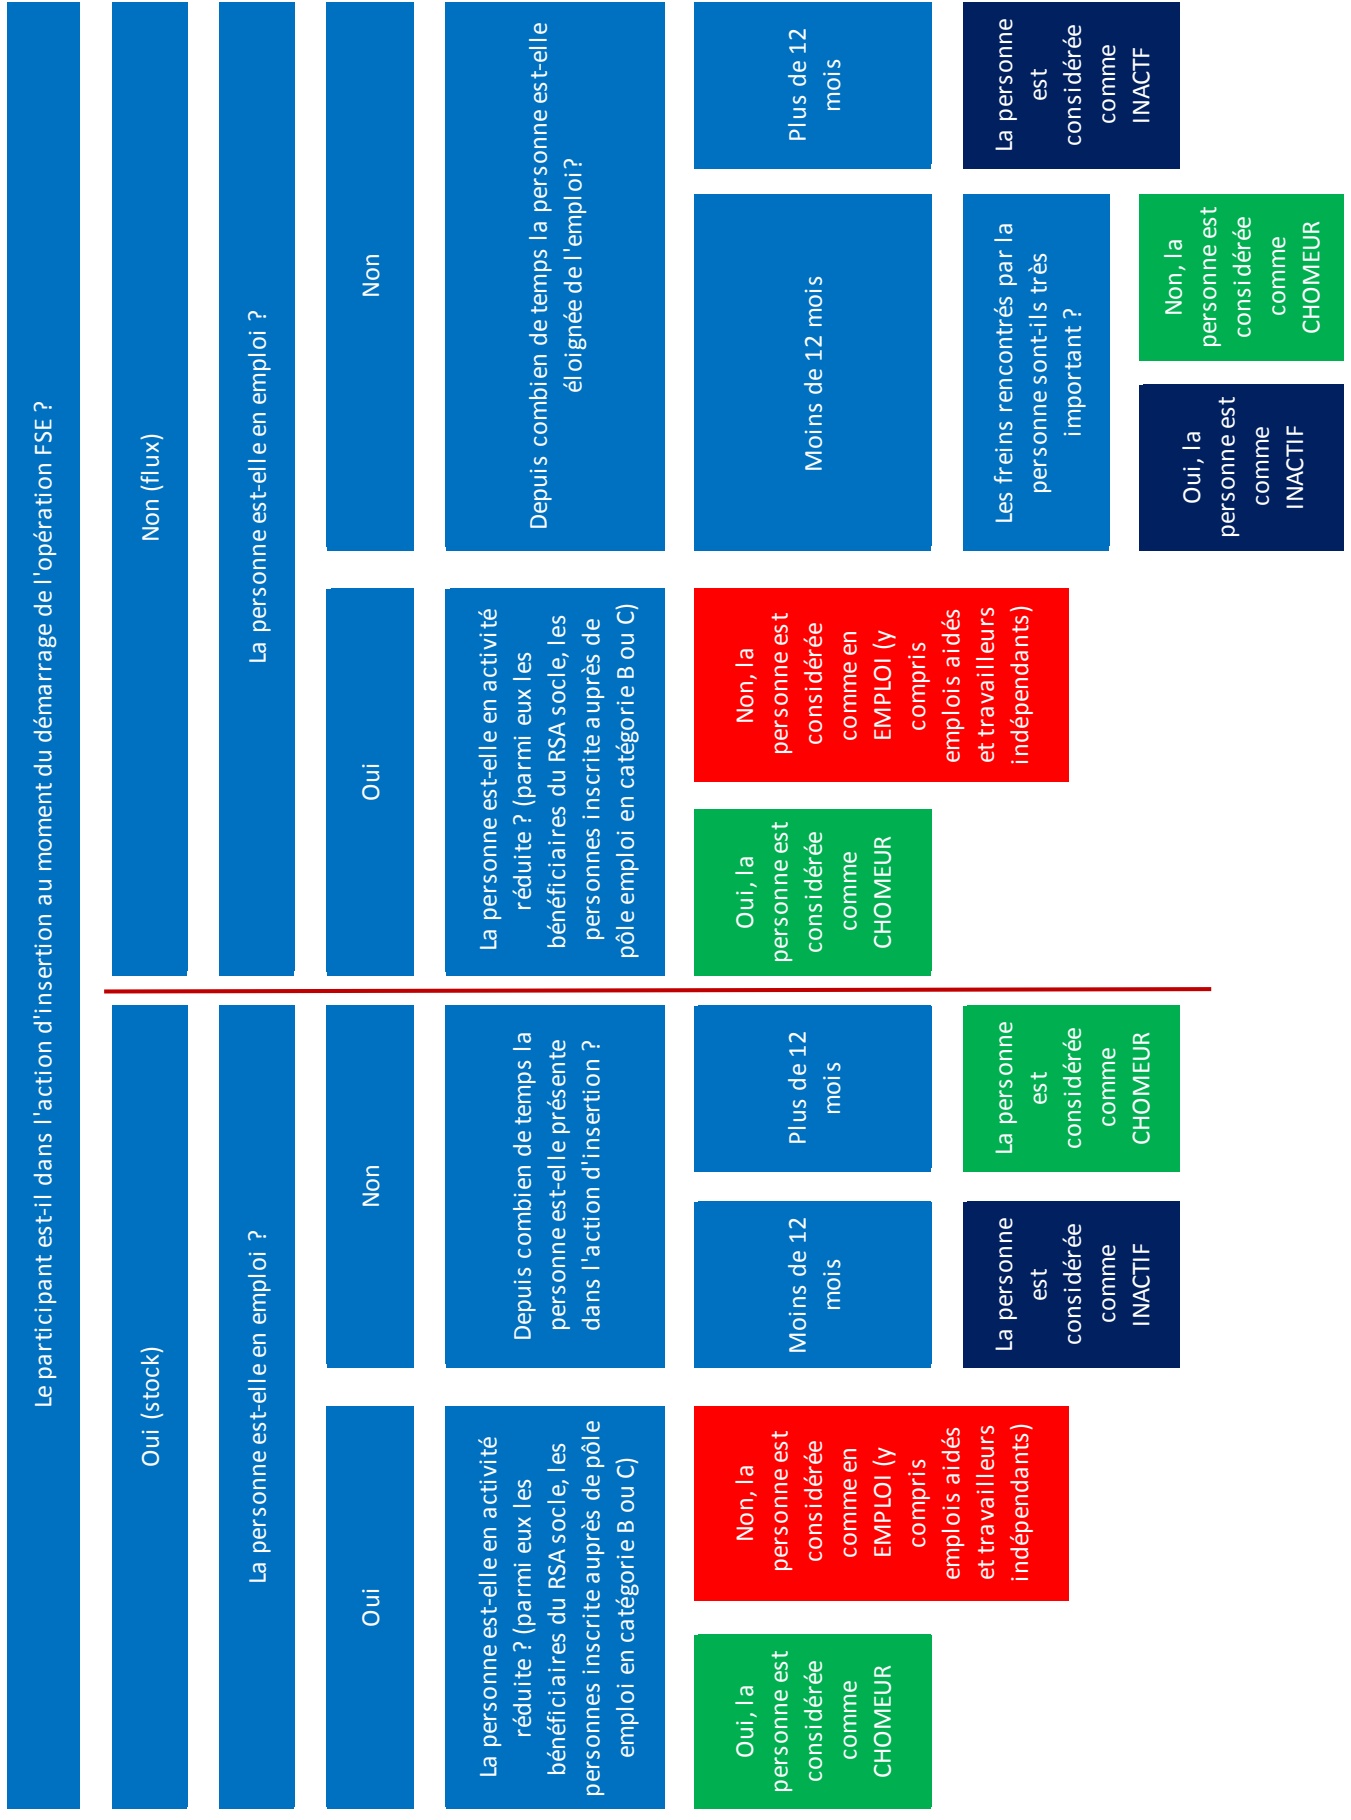 Le participant est-il dans l'action d'insertion au moment du démarrage de l'opération FSE ?
Oui (stock)
Non (flux)
La personne est-elle en emploi ?
La personne est-elle en emploi ?
Oui
Non
Oui
Non
La personne est-elle en activité
réduite ? (parmi eux les
bénéficiaires du RSA socle, les
personnes inscrite auprès de pôle
emploi en catégorie B ou C)
Depuis combien de temps la
personne est-elle présente
dans l'action d'insertion ?
La personne est-elle en activité
réduite ? (parmi eux les
bénéficiaires du RSA socle, les
personnes inscrite auprès de
pôle emploi en catégorie B ou C)
Depuis combien de temps la personne est-elle
éloignée de l'emploi?
Oui, la
personne est
considérée
comme
CHOMEUR
Non, la
personne est
considérée
comme en
EMPLOI (y
compris
emplois aidés
et travailleurs
indépendants)
Moins de 12
mois
Plus de 12
mois
Oui, la
personne est
considérée
comme
CHOMEUR
Non, la
personne est
considérée
comme en
EMPLOI (y
compris
emplois aidés
et travailleurs
indépendants)
Moins de 12 mois
Plus de 12
mois
La personne
est
considérée
comme
INACTIF
La personne
est
considérée
comme
CHOMEUR
Les freins rencontrés par la
personne sont-ils très
important ?
La personne
est
considérée
comme
INACTF
Oui, la
personne est
comme
INACTIF
Non, la
personne est
considérée
comme
CHOMEUR